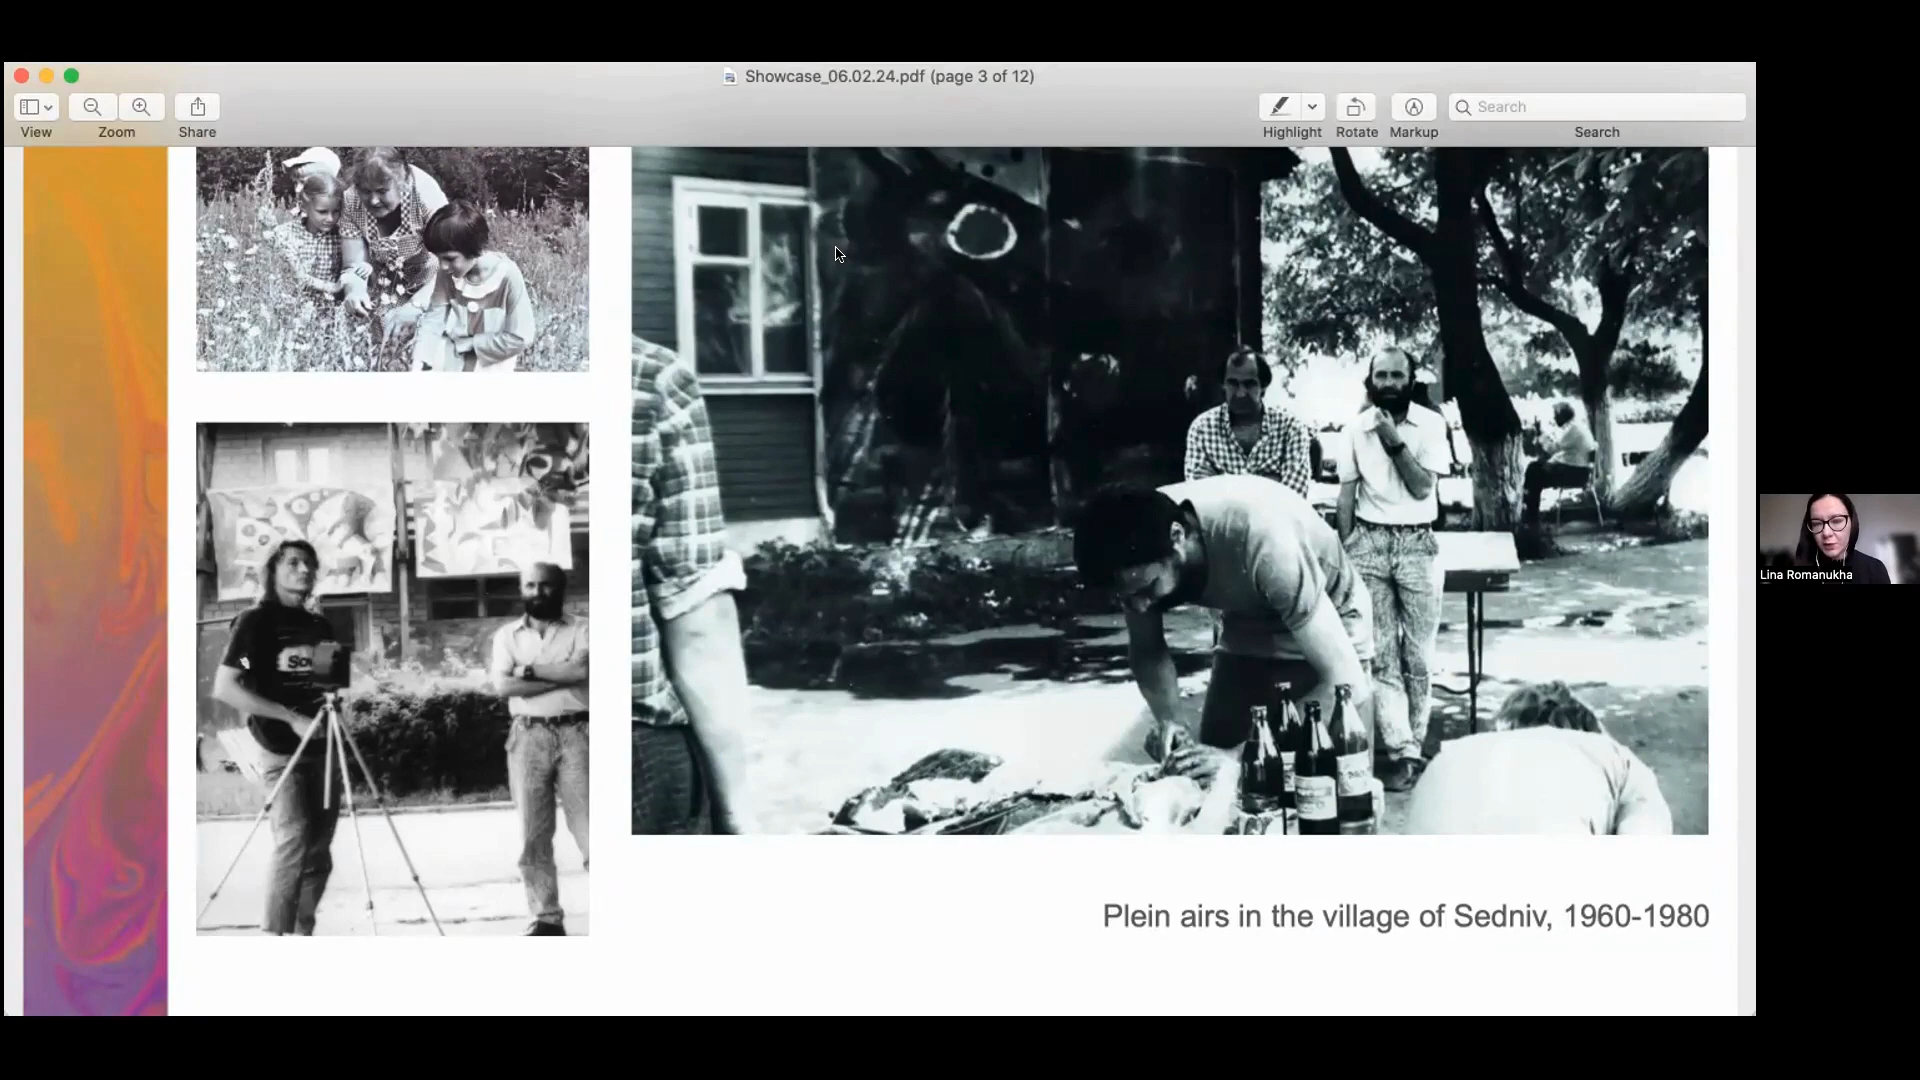 Showcase_06.02.24.pdf (page 3 of 12)
View
Zoom
Share
Highlight
Rotate
Markup
Search
Search
Plein airs in the village of Sedniv, 1960-1980
Lina Romanukha